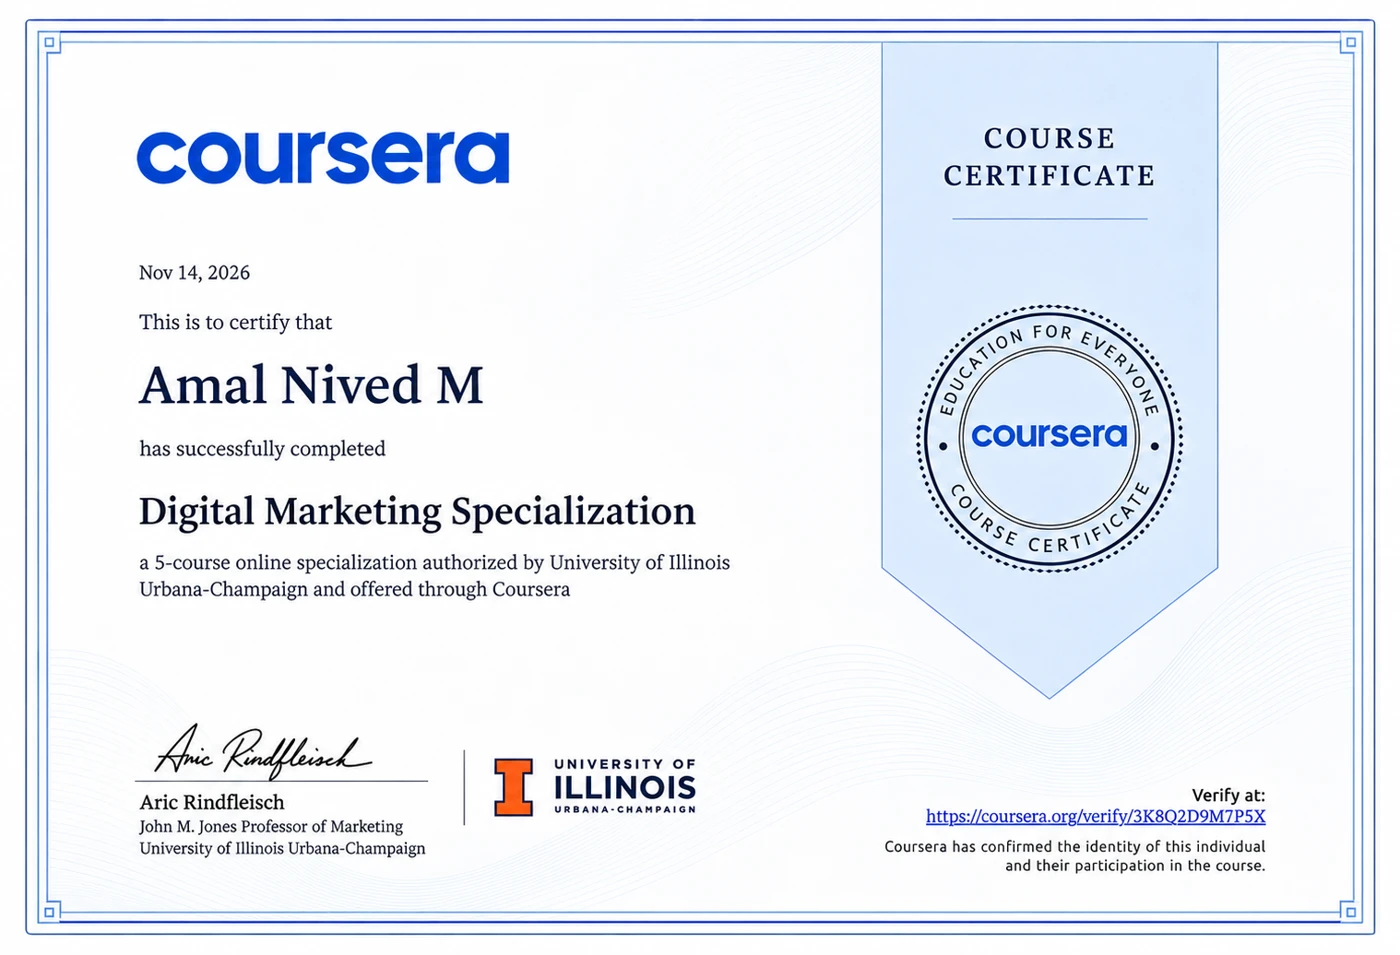 coursera
Nov 14, 2026
This is to certify that
Amal Nived M
has successfully completed
Digital Marketing Specialization
a 5-course online specialization authorized by University of Illinois
Urbana-Champaign and offered through Coursera
Aric Rindfleisch
Aric Rindfleisch
John M. Jones Professor of Marketing
University of Illinois Urbana-Champaign
UNIVERSITY OF
ILLINOIS
URBANA-CHAMPAIGN
COURSE
CERTIFICATE
EDUCATION FOR EVERYONE
coursera
COURSE CERTIFICATE
Verify at:
https://coursera.org/verify/3K8Q2D9M7P5X
Coursera has confirmed the identity of this individual
and their participation in the course.